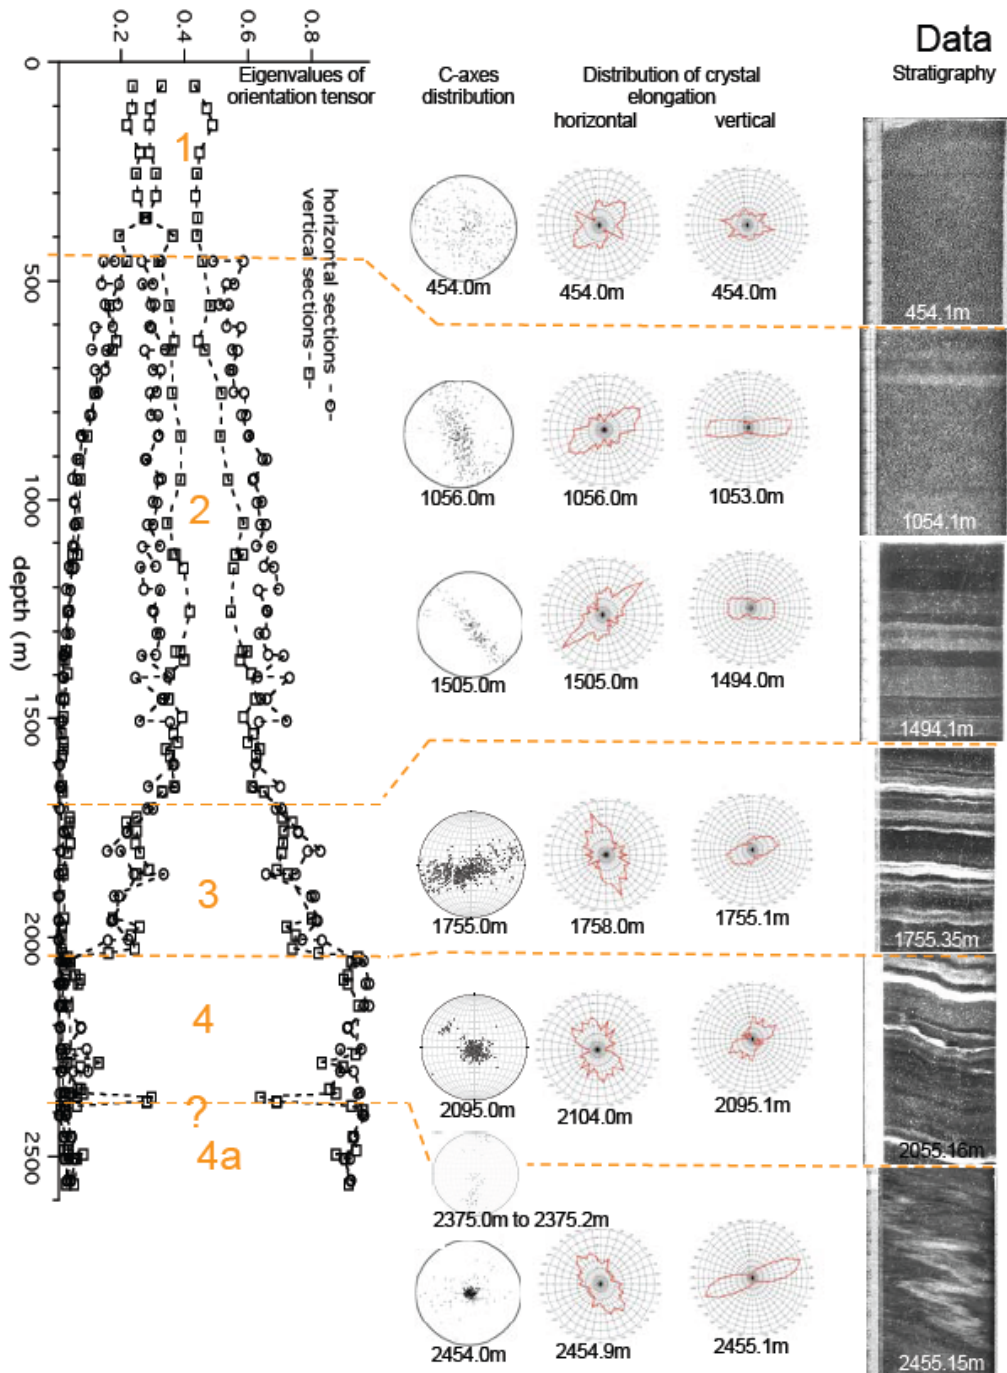 Data
Stratigraphy
0.2
0.4
0.6
0.8
0
500
1000
1500
2000
2500
depth (m)
Eigenvalues of
orientation tensor
C-axes
distribution
Distribution of crystal
elongation
horizontal
vertical
horizontal sections
vertical sections
1
2
3
4
?
4a
454.0m
454.0m
454.0m
454.1m
1056.0m
1056.0m
1053.0m
1054.1m
1505.0m
1505.0m
1494.0m
1494.1m
1755.0m
1758.0m
1755.1m
1755.35m
2095.0m
2104.0m
2095.1m
2055.16m
2375.0m to 2375.2m
2454.0m
2454.9m
2455.1m
2455.15m